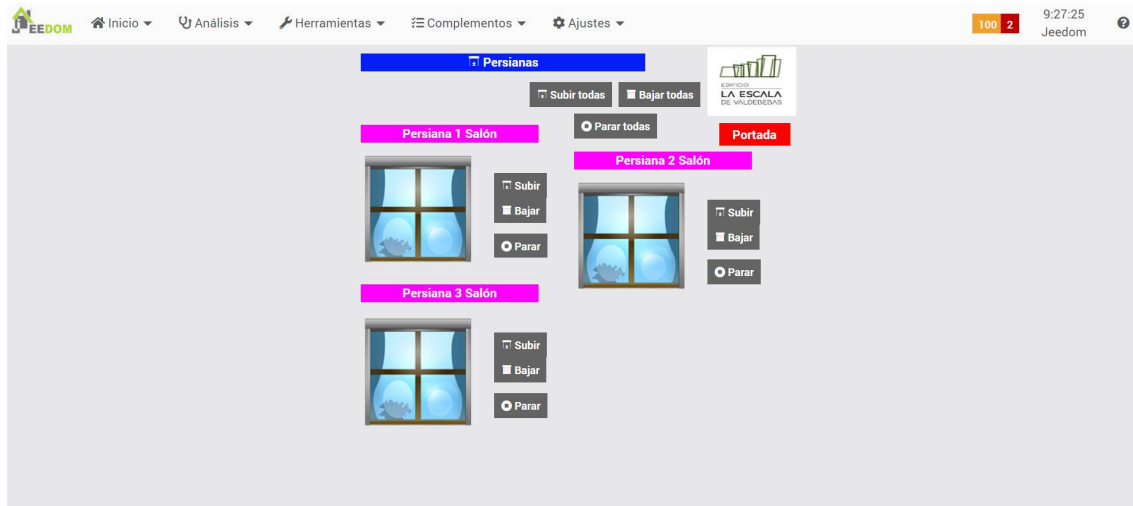 JEEDOM Inicio Análisis Herramientas Complementos Ajustes 100 2 9:27:25
Jeedom
Persianas
EDIFICIO
LA ESCALA
DE VALDEBEBAS
Subir todas Bajar todas
Parar todas
Portada
Persiana 1 Salón
Subir
Bajar
Parar
Persiana 2 Salón
Subir
Bajar
Parar
Persiana 3 Salón
Subir
Bajar
Parar